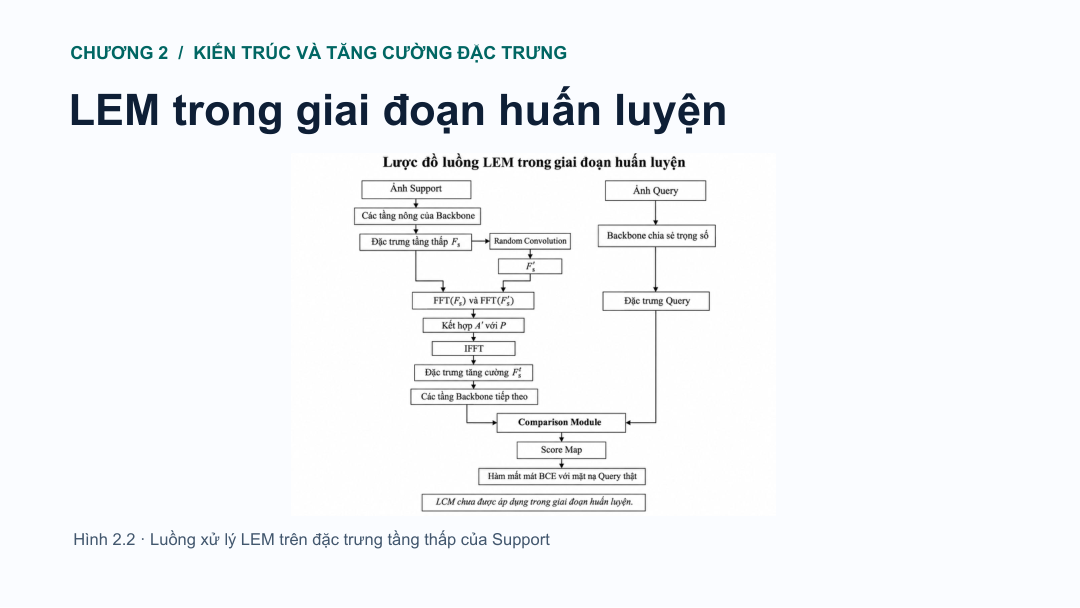 CHƯƠNG 2 / KIẾN TRÚC VÀ TĂNG CƯỜNG ĐẶC TRƯNG
LEM trong giai đoạn huấn luyện
Lược đồ luồng LEM trong giai đoạn huấn luyện
Ảnh Support
Các tầng nông của Backbone
Đặc trưng tầng thấp Fₛ
Random Convolution
F′ₛ
FFT(Fₛ) và FFT(F′ₛ)
Kết hợp A′ với P
IFFT
Đặc trưng tăng cường Fₛᵗ
Các tầng Backbone tiếp theo
Ảnh Query
Backbone chia sẻ trọng số
Đặc trưng Query
Comparison Module
Score Map
Hàm mất mát BCE với mặt nạ Query thật
LCM chưa được áp dụng trong giai đoạn huấn luyện.
Hình 2.2 · Luồng xử lý LEM trên đặc trưng tầng thấp của Support